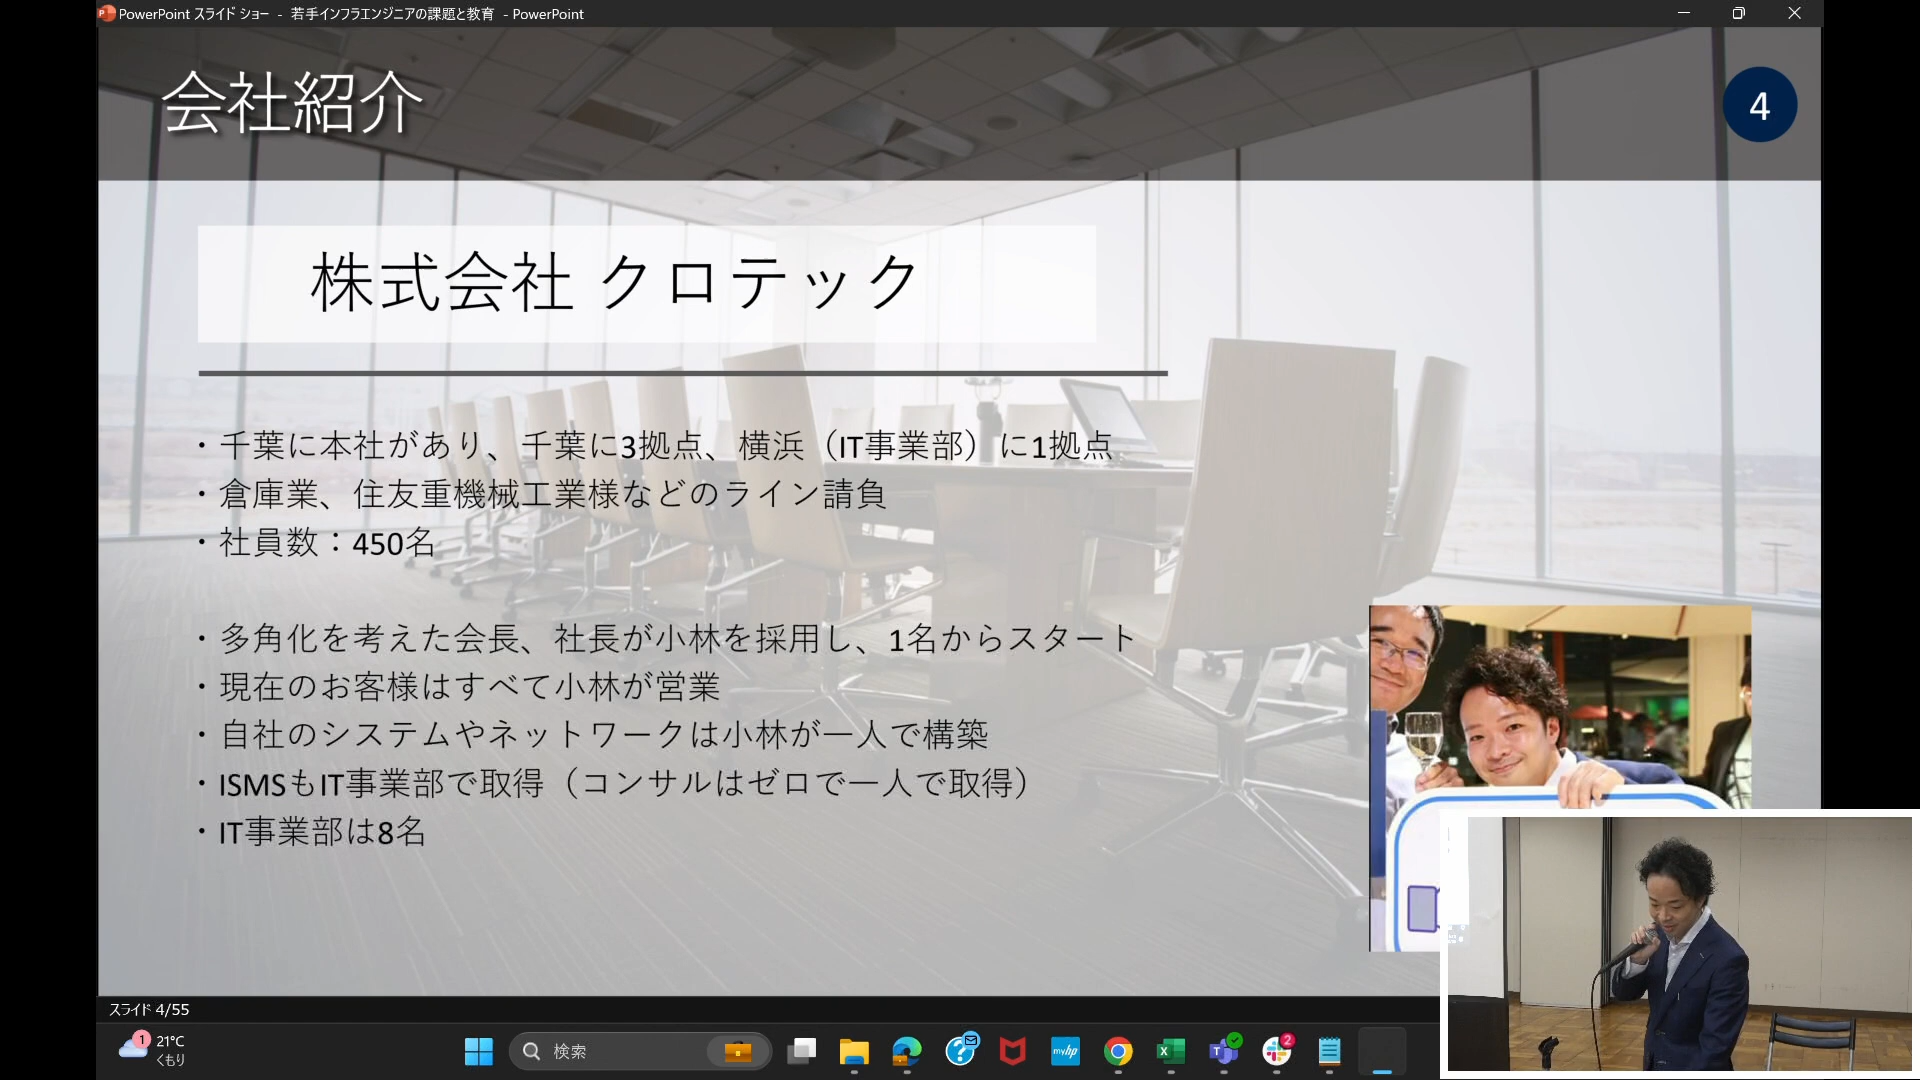 PowerPoint スライド ショー - 若手インフラエンジニアの課題と教育 - PowerPoint
会社紹介
4
株式会社 クロテック
・千葉に本社があり、千葉に3拠点、横浜（IT事業部）に1拠点
・倉庫業、住友重機械工業様などのライン請負
・社員数：450名
・多角化を考えた会長、社長が小林を採用し、1名からスタート
・現在のお客様はすべて小林が営業
・自社のシステムやネットワークは小林が一人で構築
・ISMSもIT事業部で取得（コンサルはゼロで一人で取得）
・IT事業部は8名
スライド 4/55
1
21°C
くもり
検索
myhp
2